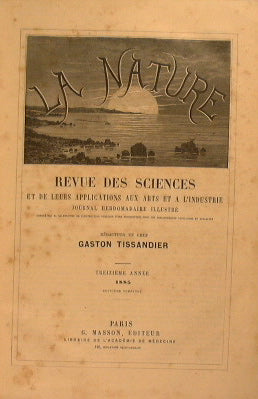 LA NATURE
REVUE DES SCIENCES
ET DE LEURS APPLICATIONS AUX ARTS ET A L'INDUSTRIE
JOURNAL HEBDOMADAIRE ILLUSTRÉ
RÉDACTEUR EN CHEF
GASTON TISSANDIER
TREIZIÈME ANNÉE
1885
PARIS
G. MASSON, ÉDITEUR
LIBRAIRE DE L'ACADÉMIE DE MÉDECINE